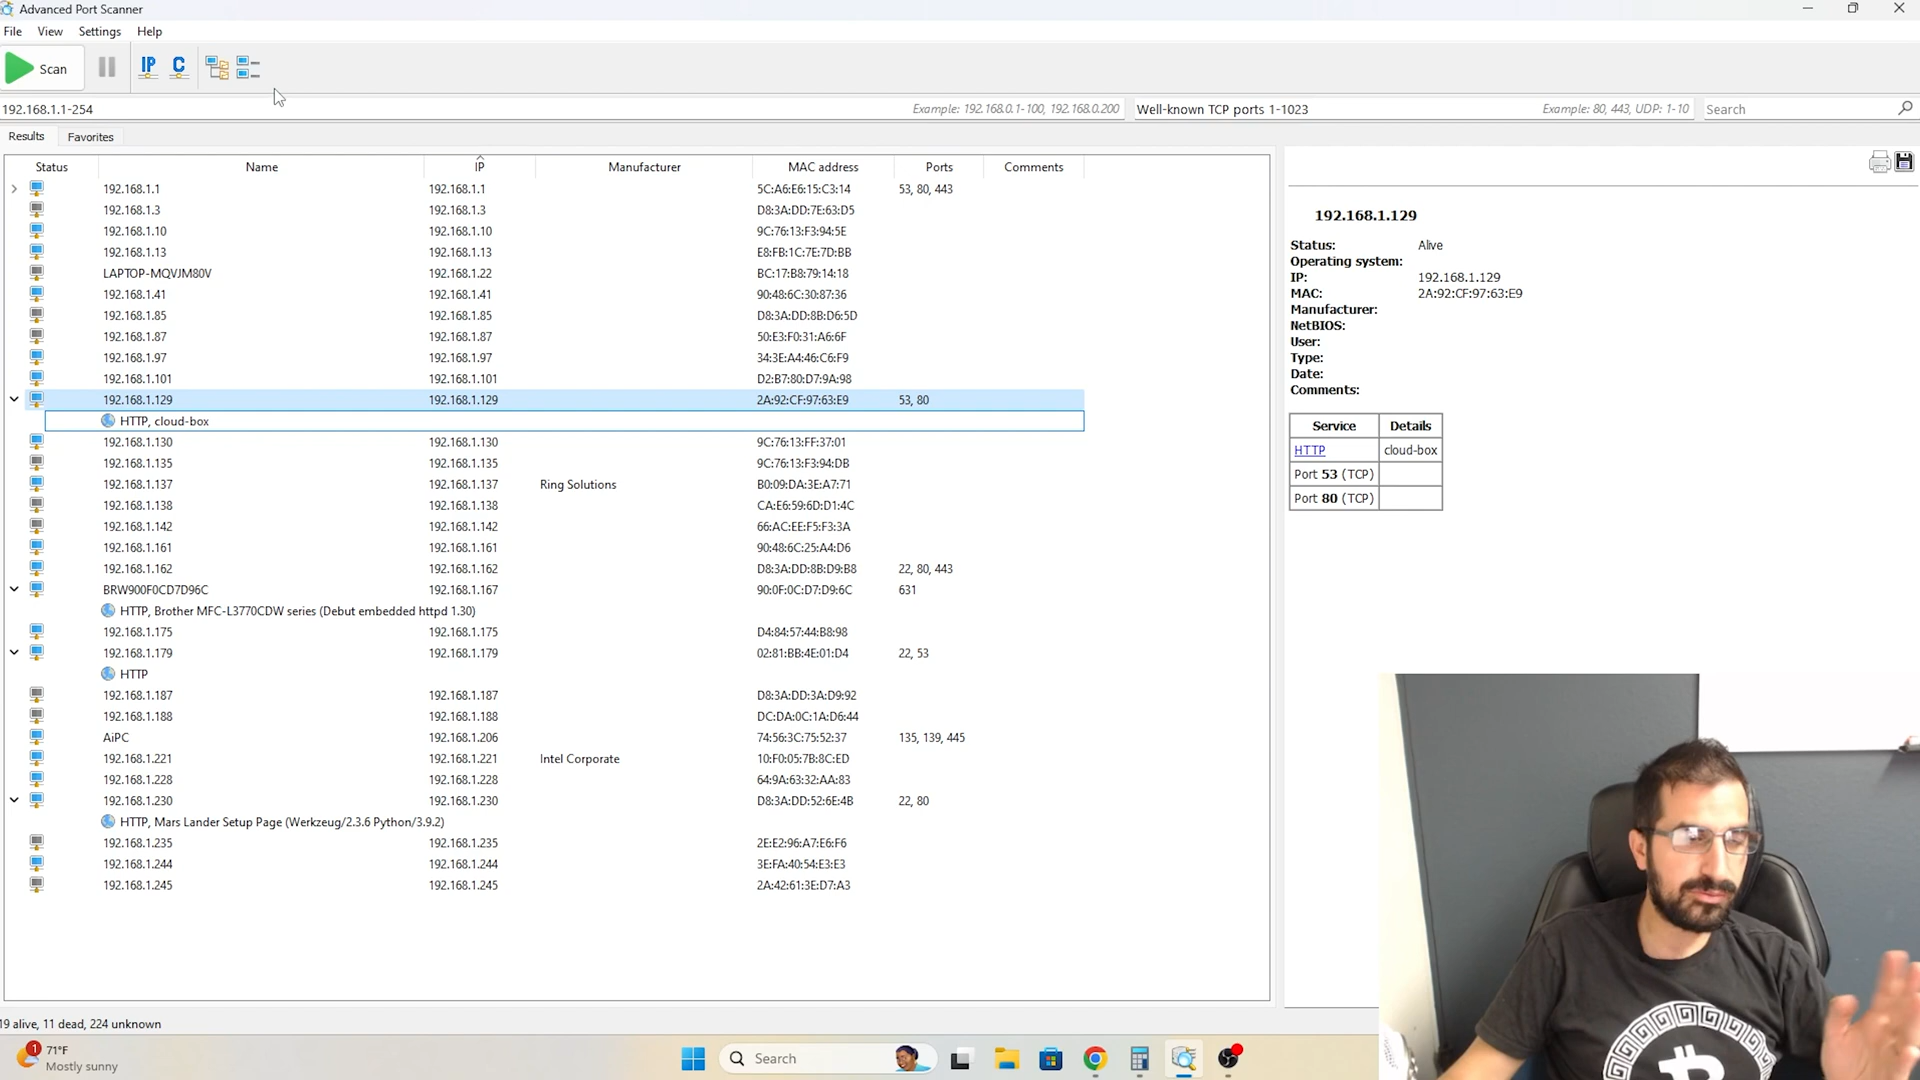 Advanced Port Scanner
File View Settings Help
Scan IP C
192.168.1.1-254 Example: 192.168.0.1-100, 192.168.0.200 Well-known TCP ports 1-1023 Example: 80, 443, UDP: 1-10 Search
Results Favorites
Status Name IP Manufacturer MAC address Ports Comments
192.168.1.1 192.168.1.1 5C:A6:E6:15:C3:14 53, 80, 443
192.168.1.3 192.168.1.3 D8:3A:DD:7E:63:D5
192.168.1.10 192.168.1.10 9C:76:13:F3:94:5E
192.168.1.13 192.168.1.13 E8:FB:1C:7E:7D:BB
LAPTOP-MQVJM80V 192.168.1.22 BC:17:B8:79:14:18
192.168.1.41 192.168.1.41 90:48:6C:30:87:36
192.168.1.85 192.168.1.85 D8:3A:DD:8B:D6:5D
192.168.1.87 192.168.1.87 50:E3:F0:31:A6:6F
192.168.1.97 192.168.1.97 34:3E:A4:46:C6:F9
192.168.1.101 192.168.1.101 D2:B7:80:D7:9A:98
192.168.1.129 192.168.1.129 2A:92:CF:97:63:E9 53, 80
HTTP, cloud-box
192.168.1.130 192.168.1.130 9C:76:13:FF:37:01
192.168.1.135 192.168.1.135 9C:76:13:F3:94:DB
192.168.1.137 192.168.1.137 Ring Solutions B0:09:DA:3E:A7:71
192.168.1.138 192.168.1.138 CA:E6:59:6D:D1:4C
192.168.1.142 192.168.1.142 66:AC:EE:F5:F3:3A
192.168.1.161 192.168.1.161 90:48:6C:25:A4:D6
192.168.1.162 192.168.1.162 D8:3A:DD:8B:D9:B8 22, 80, 443
BRW900F0CD7D96C 192.168.1.167 90:0F:0C:D7:D9:6C 631
HTTP, Brother MFC-L3770CDW series (Debut embedded httpd 1.30)
192.168.1.175 192.168.1.175 D4:84:57:44:B8:98
192.168.1.179 192.168.1.179 02:81:BB:4E:01:D4 22, 53
HTTP
192.168.1.187 192.168.1.187 D8:3A:DD:3A:D9:92
192.168.1.188 192.168.1.188 DC:DA:0C:1A:D6:44
AiPC 192.168.1.206 74:56:3C:75:52:37 135, 139, 445
192.168.1.221 192.168.1.221 Intel Corporate 10:F0:05:7B:8C:ED
192.168.1.228 192.168.1.228 64:9A:63:32:AA:83
192.168.1.230 192.168.1.230 D8:3A:DD:52:6E:4B 22, 80
HTTP, Mars Lander Setup Page (Werkzeug/2.3.6 Python/3.9.2)
192.168.1.235 192.168.1.235 2E:E2:96:A7:E6:F6
192.168.1.244 192.168.1.244 3E:FA:40:54:E3:E3
192.168.1.245 192.168.1.245 2A:42:61:3E:D7:A3
192.168.1.129
Status: Alive
Operating system:
IP: 192.168.1.129
MAC: 2A:92:CF:97:63:E9
Manufacturer:
NetBIOS:
User:
Type:
Date:
Comments:
Service Details
HTTP cloud-box
Port 53 (TCP)
Port 80 (TCP)
19 alive, 11 dead, 224 unknown
1 71°F
Mostly sunny
Search